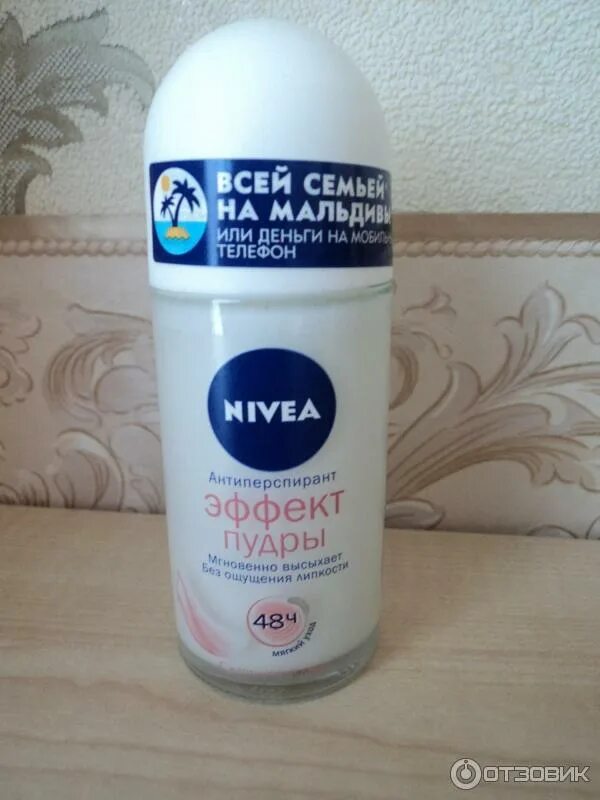 ВСЕЙ СЕМЬЕЙ
НА МАЛЬДИВЫ
ИЛИ ДЕНЬГИ НА
ТЕЛЕФОН
NIVEA
Антиперспирант
эффект
пудры
Мгновенно высыхает
Без ощущения липкости
48ч
мягкий уход
ОТЗОВИК